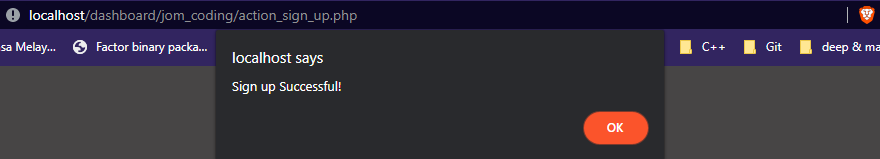 localhost/dashboard/jom_coding/action_sign_up.php
sa Melay... Factor binary packa... C++ Git deep & ma
localhost says
Sign up Successful!
OK